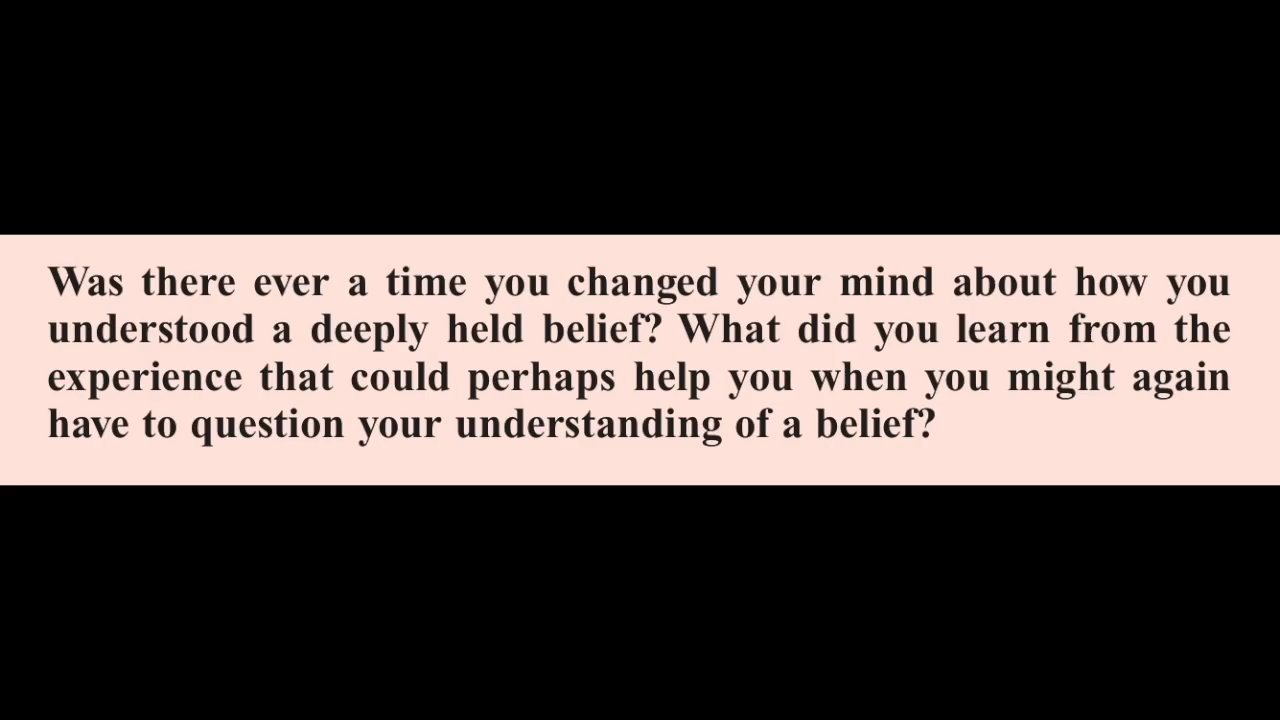 Was there ever a time you changed your mind about how you
understood a deeply held belief? What did you learn from the
experience that could perhaps help you when you might again
have to question your understanding of a belief?